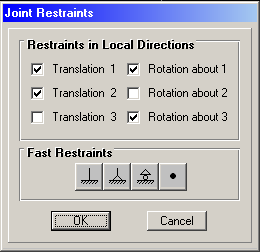 Joint Restraints
Restraints in Local Directions
Translation 1 Rotation about 1
Translation 2 Rotation about 2
Translation 3 Rotation about 3
Fast Restraints
OK Cancel